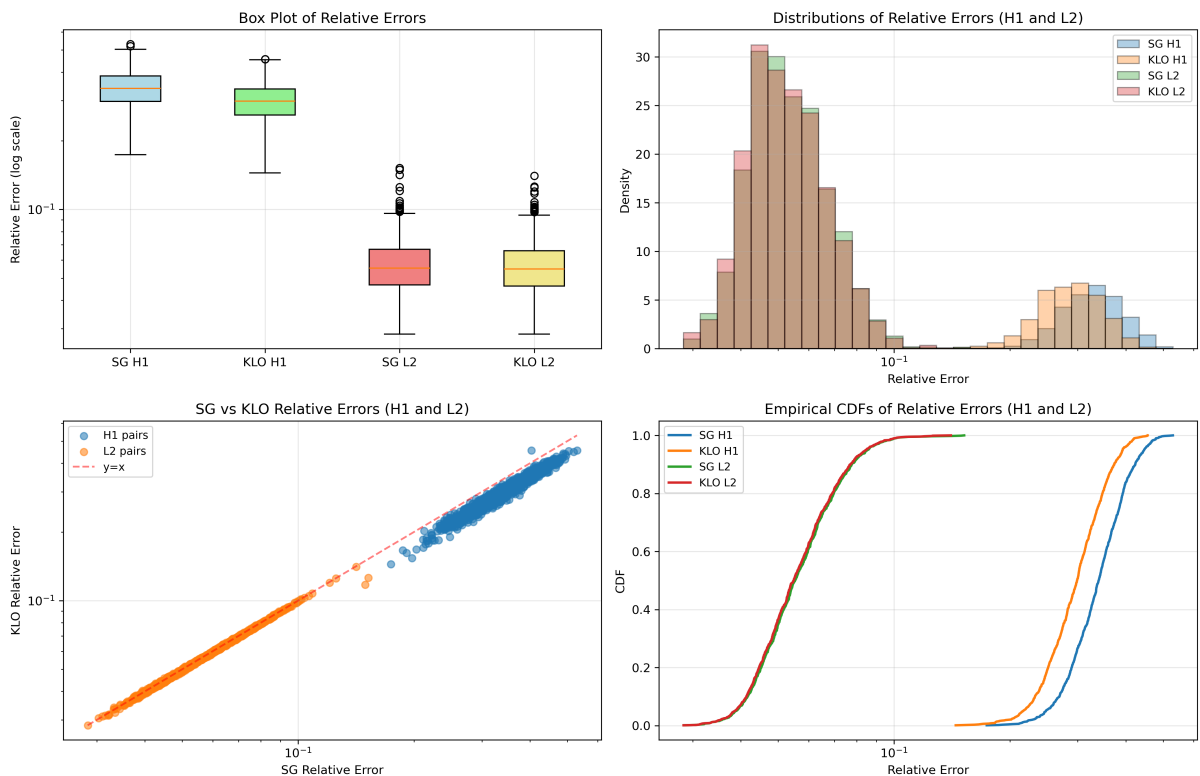 Box Plot of Relative Errors
Relative Error (log scale)
10⁻¹
SG H1 KLO H1 SG L2 KLO L2
Distributions of Relative Errors (H1 and L2)
Density
30
25
20
15
10
5
0
10⁻¹
Relative Error
SG H1
KLO H1
SG L2
KLO L2
SG vs KLO Relative Errors (H1 and L2)
KLO Relative Error
10⁻¹
H1 pairs
L2 pairs
y=x
10⁻¹
SG Relative Error
Empirical CDFs of Relative Errors (H1 and L2)
CDF
1.0
0.8
0.6
0.4
0.2
0.0
SG H1
KLO H1
SG L2
KLO L2
10⁻¹
Relative Error